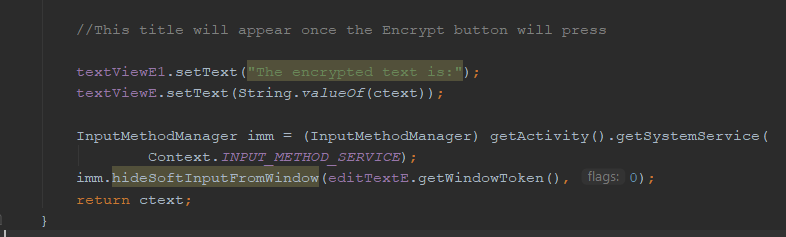 //This title will appear once the Encrypt button will press
textViewE1.setText("The encrypted text is:");
textViewE.setText(String.valueOf(ctext));
InputMethodManager imm = (InputMethodManager) getActivity().getSystemService(
Context.INPUT_METHOD_SERVICE);
imm.hideSoftInputFromWindow(editTextE.getWindowToken(), flags: 0);
return ctext;
}